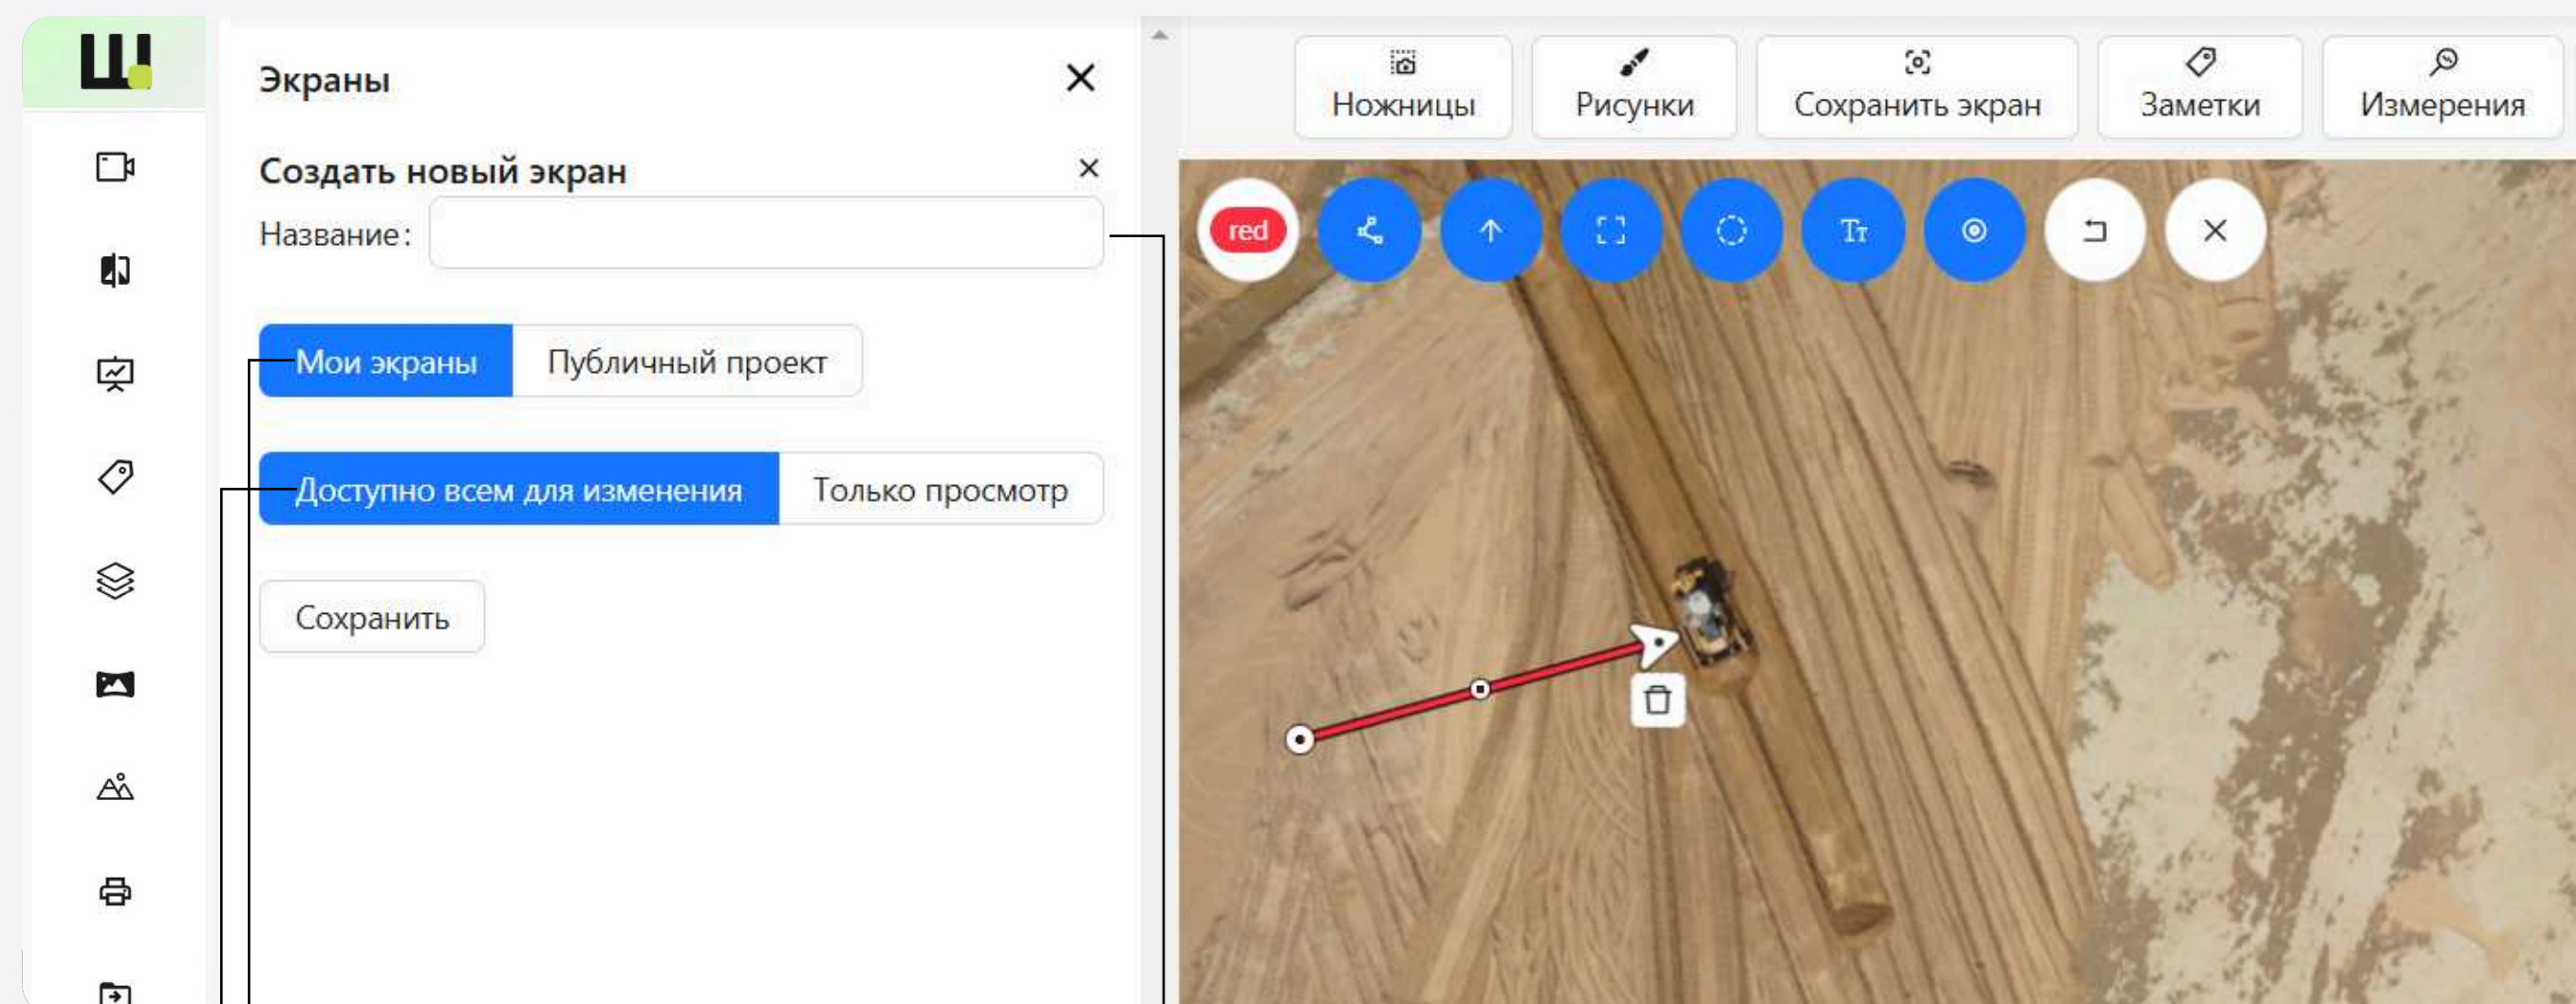 Ш
Экраны
Создать новый экран
Название:
Мои экраны Публичный проект
Доступно всем для изменения Только просмотр
Сохранить
Ножницы Рисунки Сохранить экран Заметки Измерения
red Tт